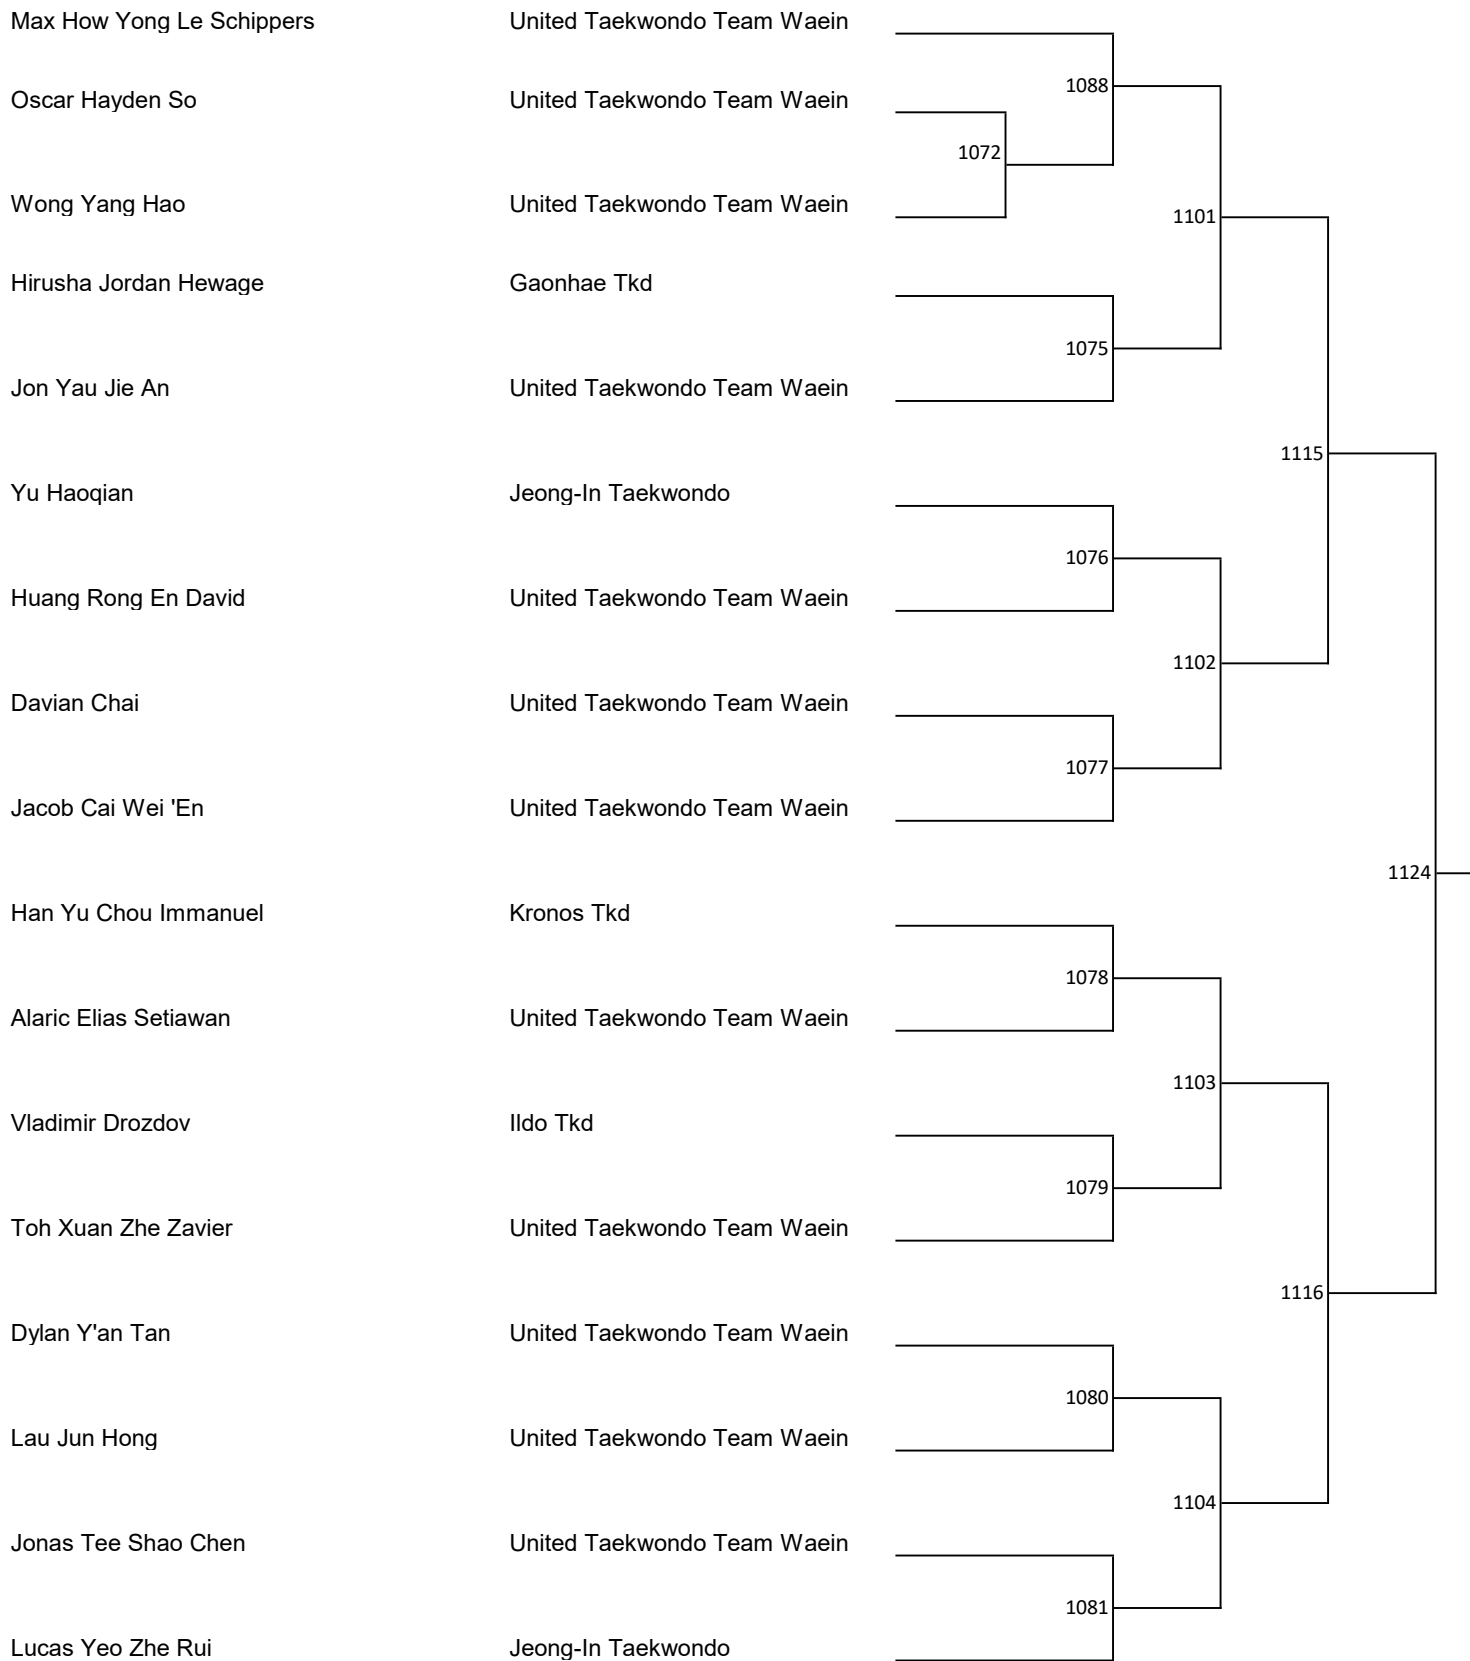 Max How Yong Le Schippers United Taekwondo Team Waein
1088
Oscar Hayden So United Taekwondo Team Waein
1072
Wong Yang Hao United Taekwondo Team Waein
1101
Hirusha Jordan Hewage Gaonhae Tkd
1075
Jon Yau Jie An United Taekwondo Team Waein
1115
Yu Haoqian Jeong-In Taekwondo
1076
Huang Rong En David United Taekwondo Team Waein
1102
Davian Chai United Taekwondo Team Waein
1077
Jacob Cai Wei 'En United Taekwondo Team Waein
1124
Han Yu Chou Immanuel Kronos Tkd
1078
Alaric Elias Setiawan United Taekwondo Team Waein
1103
Vladimir Drozdov Ildo Tkd
1079
Toh Xuan Zhe Zavier United Taekwondo Team Waein
1116
Dylan Y'an Tan United Taekwondo Team Waein
1080
Lau Jun Hong United Taekwondo Team Waein
1104
Jonas Tee Shao Chen United Taekwondo Team Waein
1081
Lucas Yeo Zhe Rui Jeong-In Taekwondo